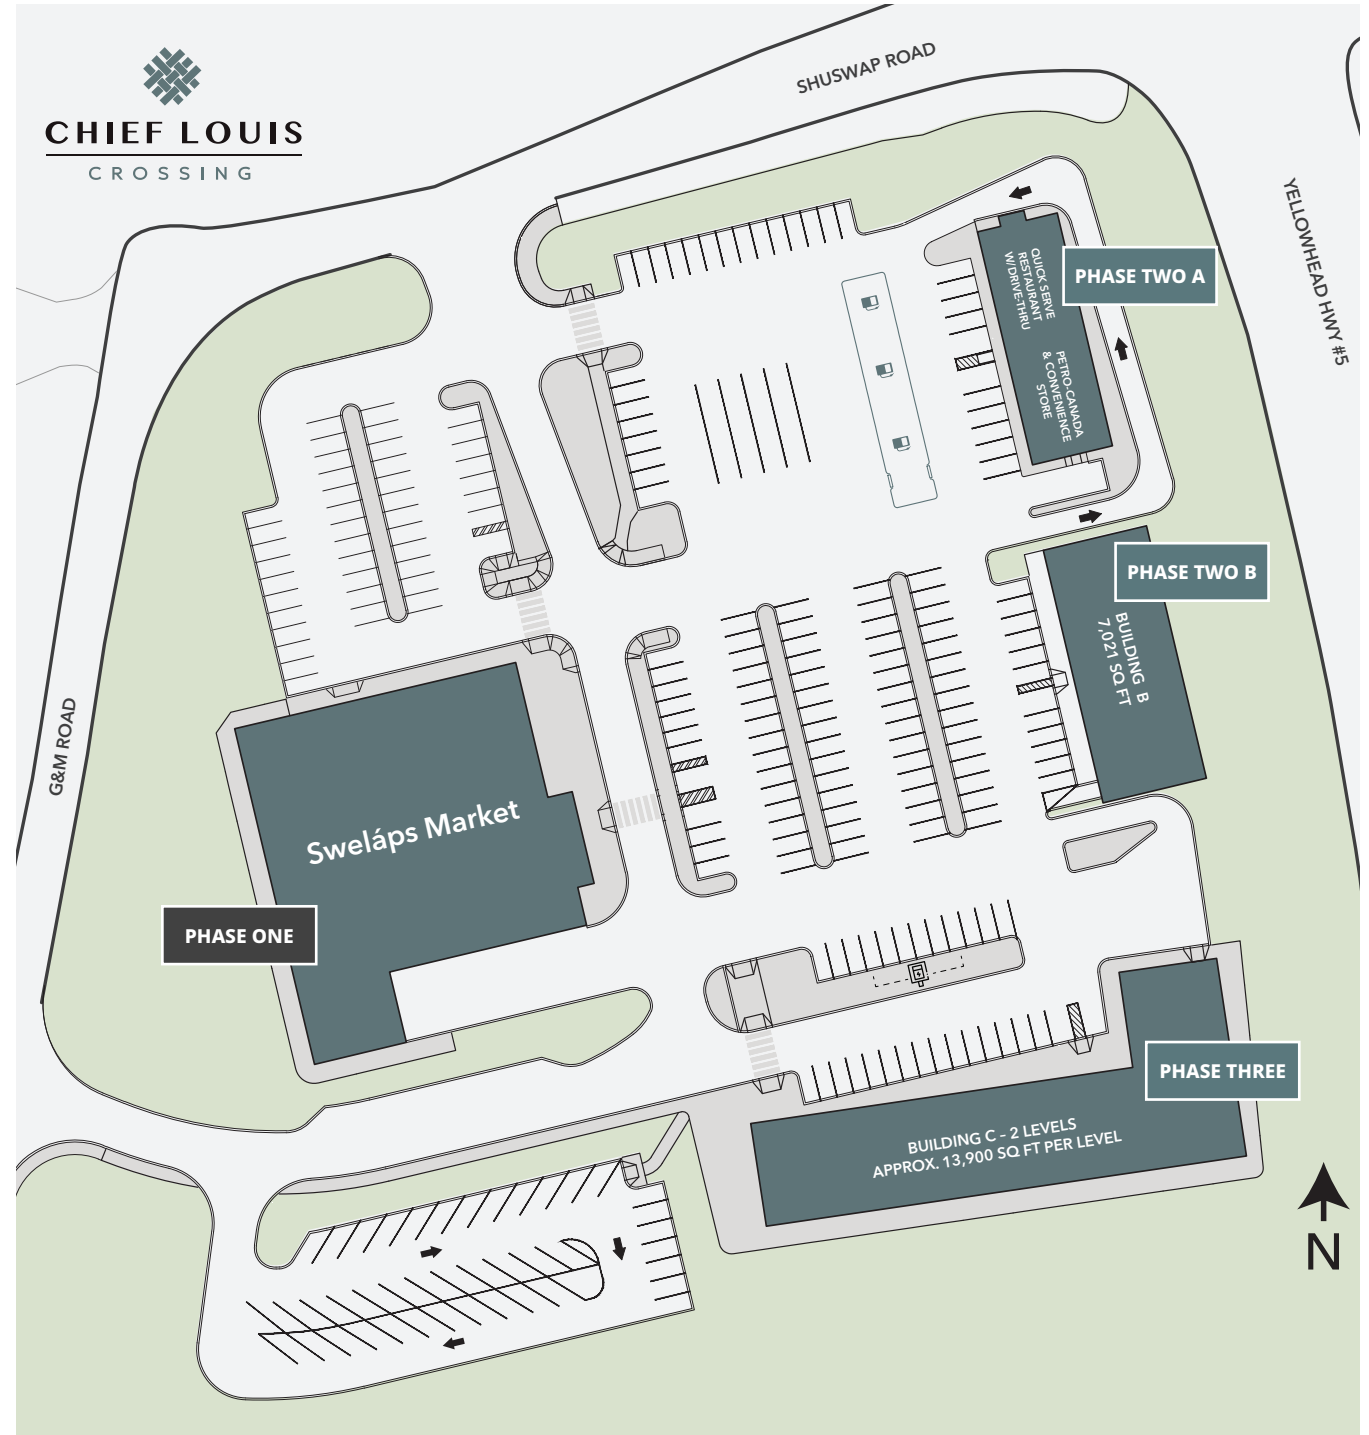 CHIEF LOUIS
CROSSING
SHUSWAP ROAD
YELLOWHEAD HWY #5
QUICK SERVE
RESTAURANT
W/DRIVE-THRU
PHASE TWO A
PETRO-CANADA
& CONVENIENCE
STORE
PHASE TWO B
BUILDING B
7,021 SQ FT
G&M ROAD
Sweláps Market
PHASE ONE
PHASE THREE
BUILDING C - 2 LEVELS
APPROX. 13,900 SQ FT PER LEVEL
N